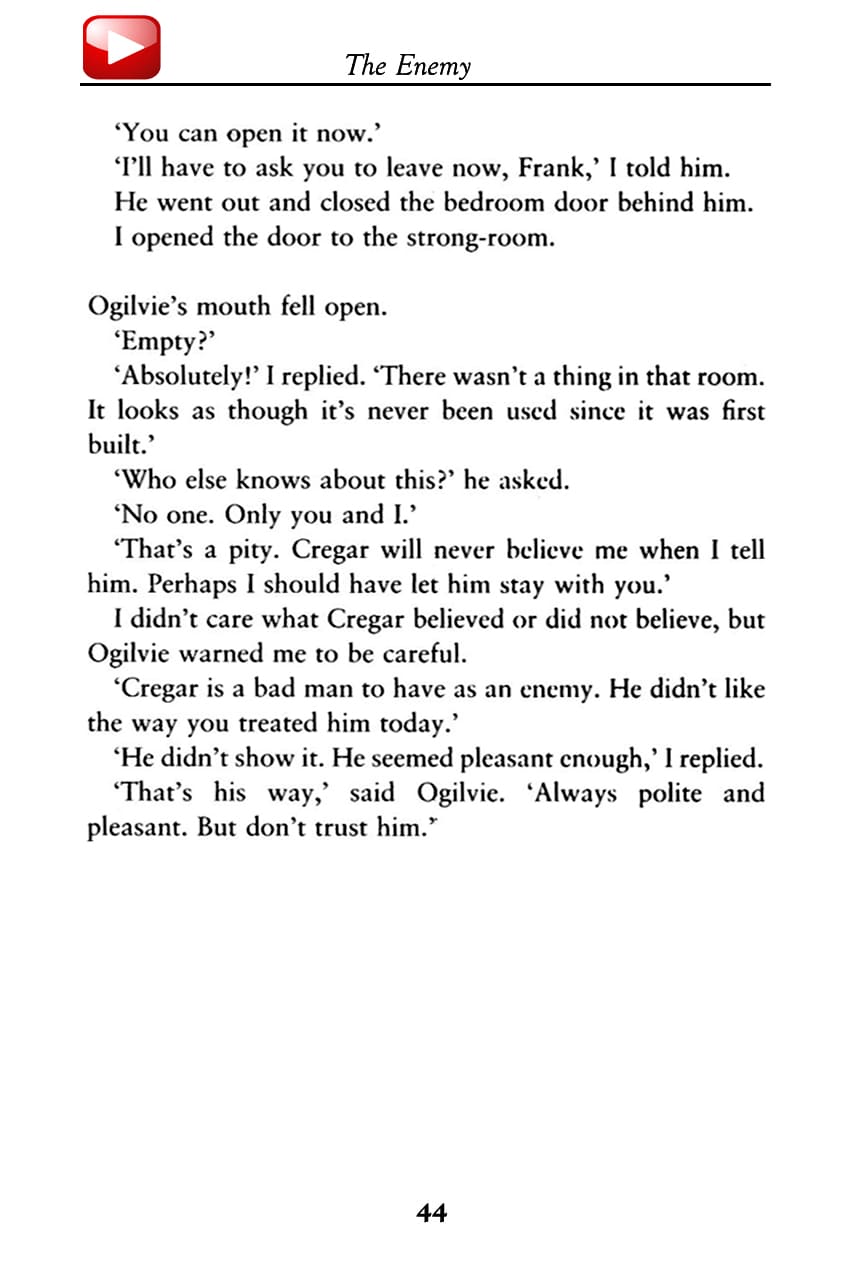 The Enemy
‘You can open it now.’
‘I’ll have to ask you to leave now, Frank,’ I told him.
He went out and closed the bedroom door behind him.
I opened the door to the strong-room.
Ogilvie’s mouth fell open.
‘Empty?’
‘Absolutely!’ I replied. ‘There wasn’t a thing in that room.
It looks as though it’s never been used since it was first
built.’
‘Who else knows about this?’ he asked.
‘No one. Only you and I.’
‘That’s a pity. Cregar will never believe me when I tell
him. Perhaps I should have let him stay with you.’
I didn’t care what Cregar believed or did not believe, but
Ogilvie warned me to be careful.
‘Cregar is a bad man to have as an enemy. He didn’t like
the way you treated him today.’
‘He didn’t show it. He seemed pleasant enough,’ I replied.
‘That’s his way,’ said Ogilvie. ‘Always polite and
pleasant. But don’t trust him.’
44